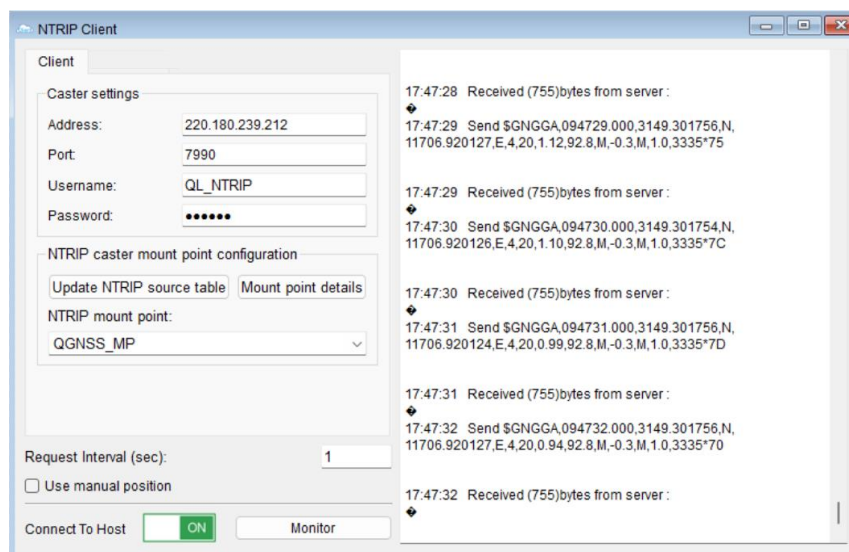 NTRIP Client
Client
Caster settings
Address:
220.180.239.212
Port:
7990
Username:
QL_NTRIP
Password:
●●●●●●
NTRIP caster mount point configuration
Update NTRIP source table
Mount point details
NTRIP mount point:
QGNSS_MP
Request Interval (sec):
1
Use manual position
Connect To Host
ON
Monitor
17:47:28 Received (755)bytes from server :
�
17:47:29 Send $GNGGA,094729.000,3149.301756,N,
11706.920127,E,4,20,1.12,92.8,M,-0.3,M,1.0,3335*75
17:47:29 Received (755)bytes from server :
�
17:47:30 Send $GNGGA,094730.000,3149.301754,N,
11706.920126,E,4,20,1.10,92.8,M,-0.3,M,1.0,3335*7C
17:47:30 Received (755)bytes from server :
�
17:47:31 Send $GNGGA,094731.000,3149.301756,N,
11706.920124,E,4,20,0.99,92.8,M,-0.3,M,1.0,3335*7D
17:47:31 Received (755)bytes from server :
�
17:47:32 Send $GNGGA,094732.000,3149.301756,N,
11706.920127,E,4,20,0.94,92.8,M,-0.3,M,1.0,3335*70
17:47:32 Received (755)bytes from server :
�